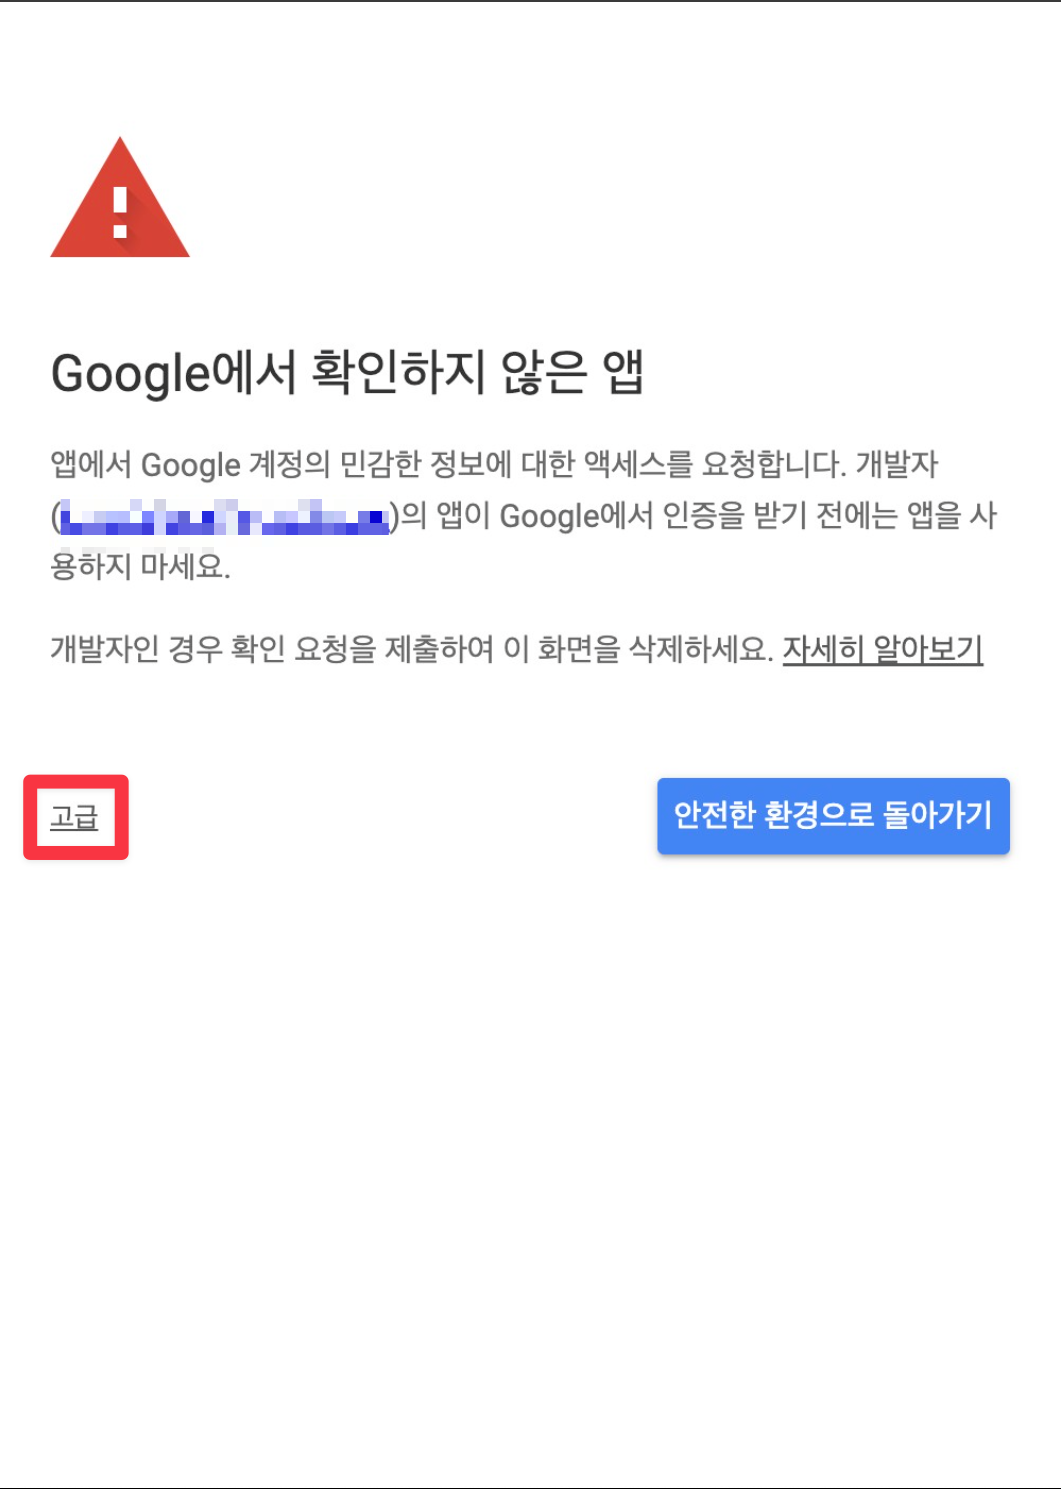 Google에서 확인하지 않은 앱
앱에서 Google 계정의 민감한 정보에 대한 액세스를 요청합니다. 개발자
( )의 앱이 Google에서 인증을 받기 전에는 앱을 사
용하지 마세요.
개발자인 경우 확인 요청을 제출하여 이 화면을 삭제하세요. 자세히 알아보기
고급
안전한 환경으로 돌아가기